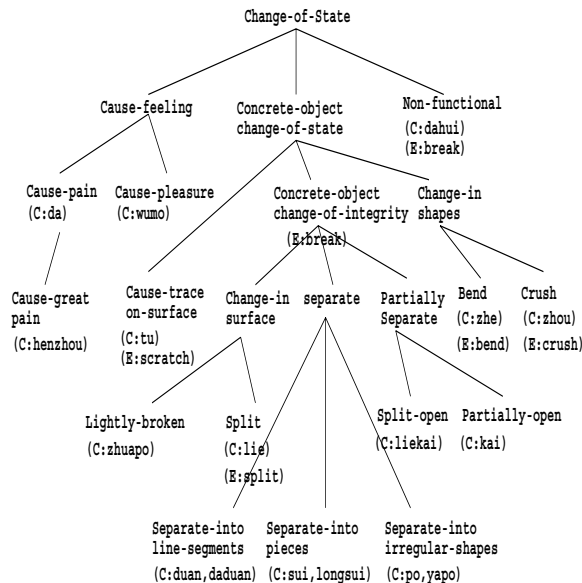 Change-of-State
Cause-feeling
Concrete-object
change-of-state
Non-functional
(C:dahui)
(E:break)
Cause-pain
(C:da)
Cause-pleasure
(C:wumo)
Concrete-object
change-of-integrity
(E:break)
Change-in
shapes
Cause-great
pain
(C:henzhou)
Cause-trace
on-surface
(C:tu)
(E:scratch)
Change-in
surface
separate
Partially
Separate
Bend
(C:zhe)
(E:bend)
Crush
(C:zhou)
(E:crush)
Lightly-broken
(C:zhuapo)
Split
(C:lie)
(E:split)
Split-open
(C:liekai)
Partially-open
(C:kai)
Separate-into
line-segments
(C:duan,daduan)
Separate-into
pieces
(C:sui,longsui)
Separate-into
irregular-shapes
(C:po,yapo)